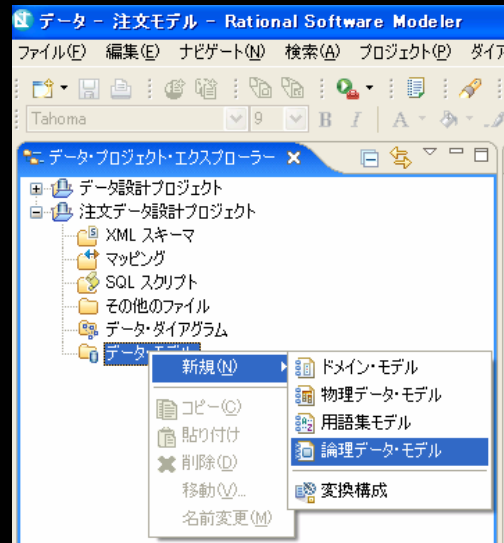 データ - 注文モデル - Rational Software Modeler
ファイル(F) 編集(E) ナビゲート(N) 検索(A) プロジェクト(P) ダイア
Tahoma 9 B I A
データ・プロジェクト・エクスプローラー
データ設計プロジェクト
注文データ設計プロジェクト
XML スキーマ
マッピング
SQL スクリプト
その他のファイル
データ・ダイアグラム
データ・モデル
新規(N)
コピー(C)
貼り付け
削除(D)
移動(V)...
名前変更(M)
ドメイン・モデル
物理データ・モデル
用語集モデル
論理データ・モデル
変換構成